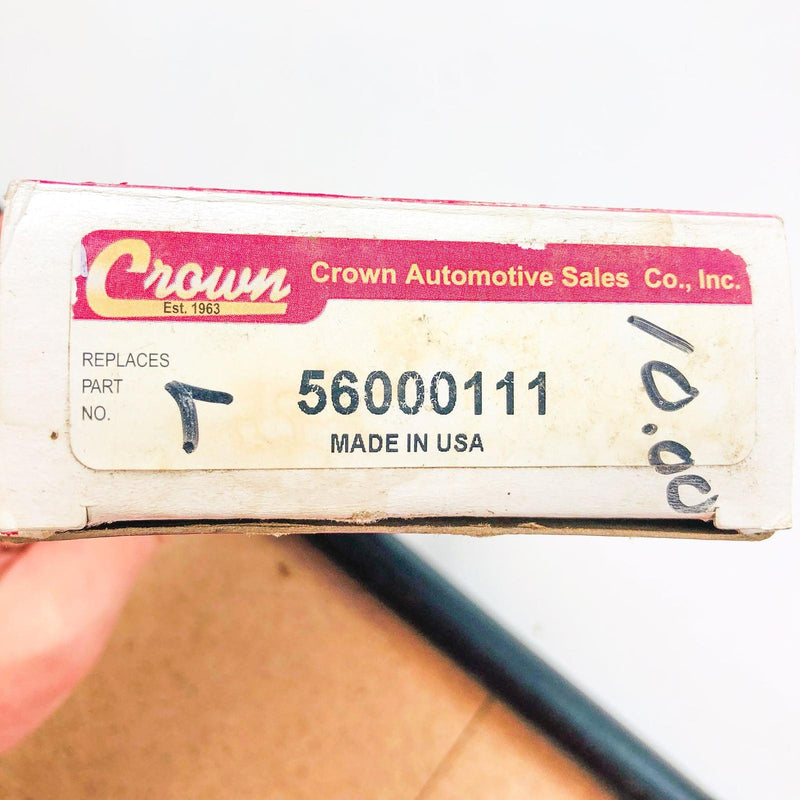 Crown
Est. 1963
Crown Automotive Sales Co., Inc.
REPLACES
PART
NO.
56000111
MADE IN USA
10.00